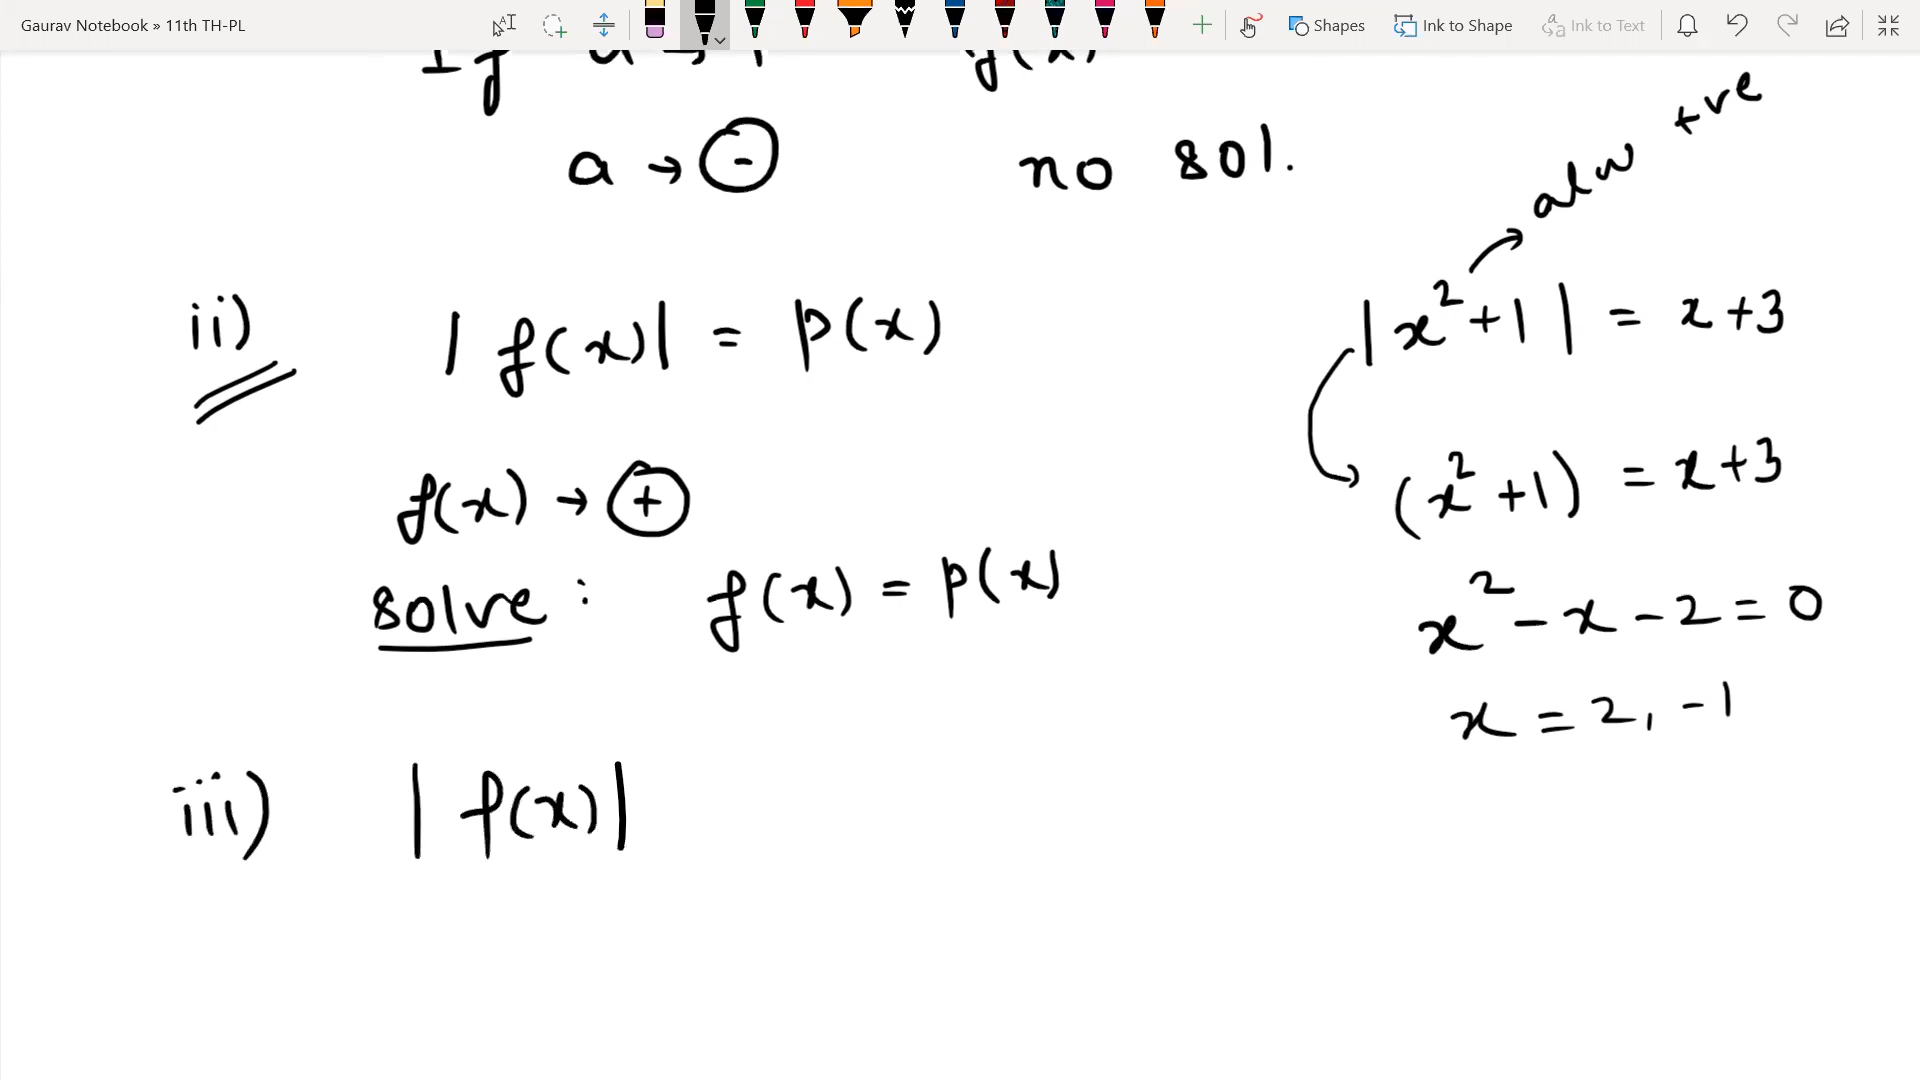 Gaurav Notebook » 11th TH-PL
Shapes
Ink to Shape
Ink to Text
a → ⊖ no sol.
alw +ve
ii) |f(x)| = p(x)
|x²+1| = x+3
f(x) → ⊕
(x²+1) = x+3
solve : f(x) = p(x)
x² - x - 2 = 0
x = 2, -1
iii) |f(x)|